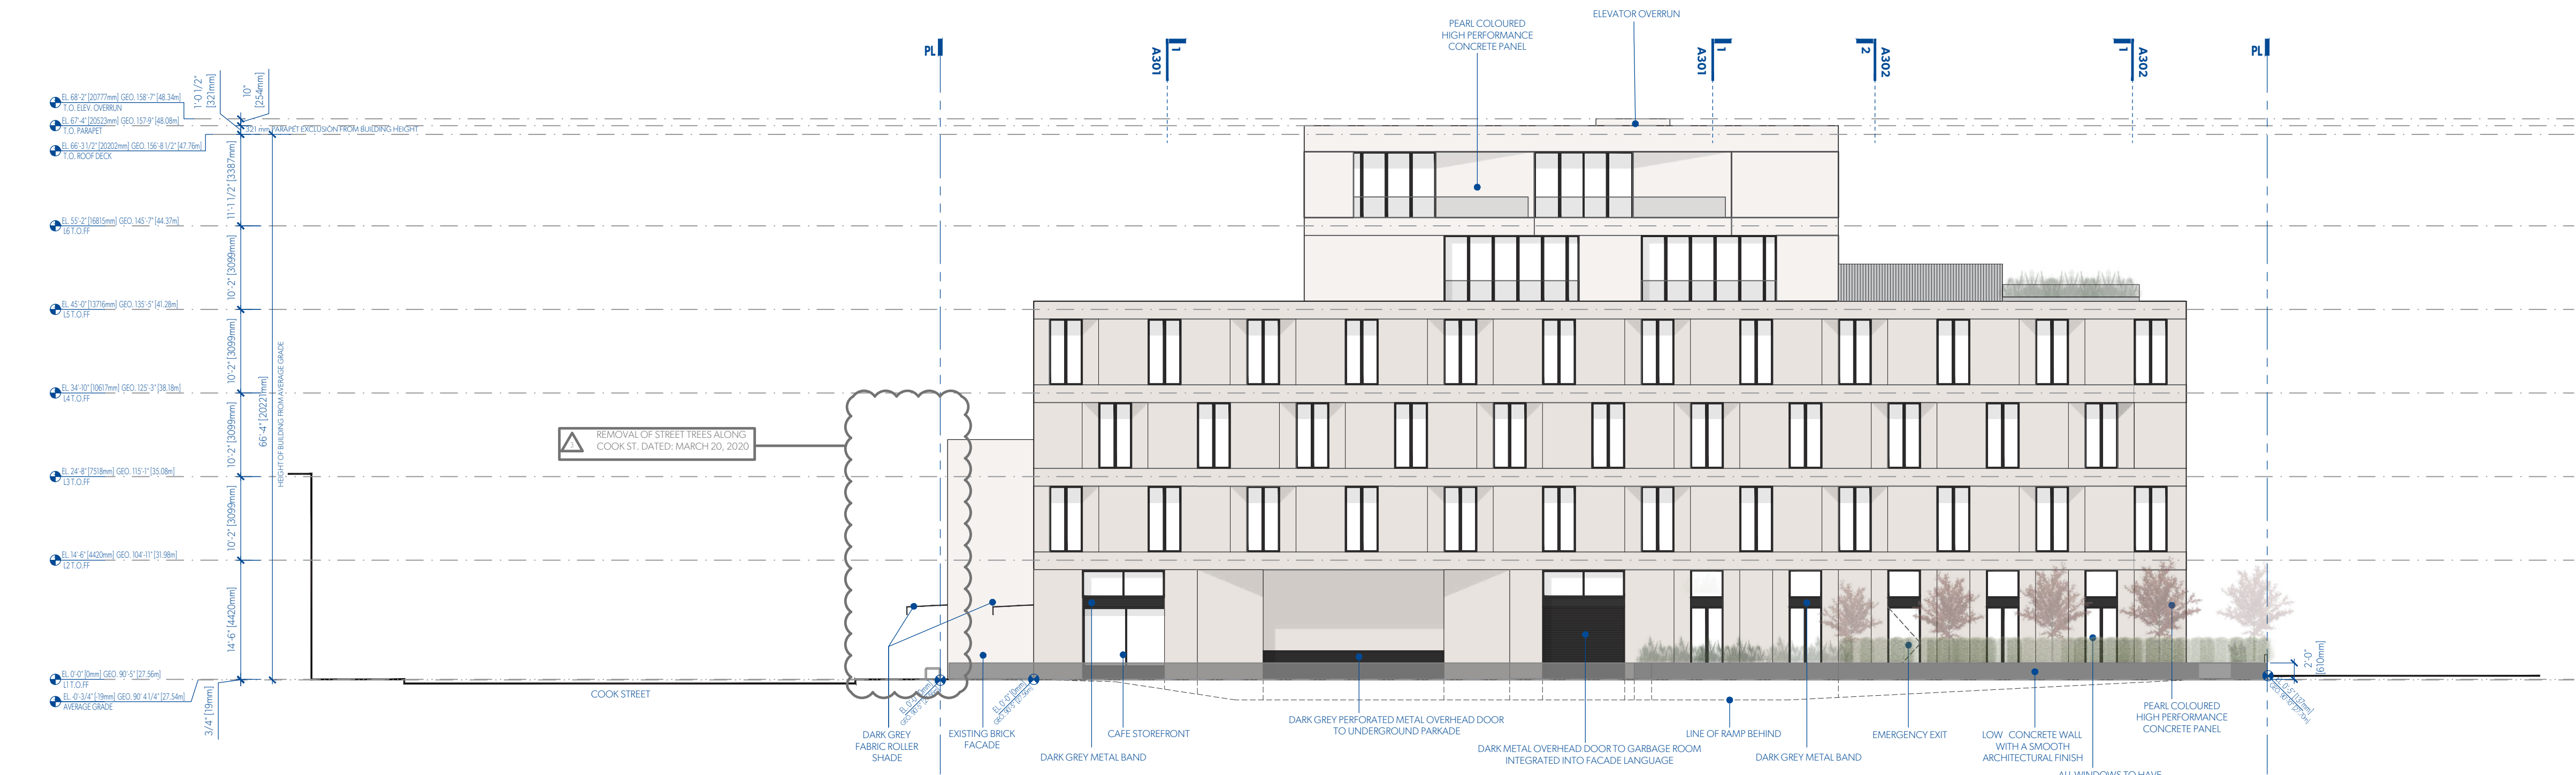 ELEVATOR OVERRUN
PEARL COLOURED
HIGH PERFORMANCE
CONCRETE PANEL
PL
A301
1
A301
1
2
A302
1
A302
PL
1'-0 1/2"
[321mm]
10"
[254mm]
EL. 68'-2" [20777mm] GEO. 158'-7" [48.34m]
T.O. ELEV. OVERRUN
EL. 67'-4" [20523mm] GEO. 157'-9" [48.08m]
T.O. PARAPET
321 mm PARAPET EXCLUSION FROM BUILDING HEIGHT
EL. 66'-3 1/2" [20202mm] GEO. 156'-8 1/2" [47.76m]
T.O. ROOF DECK
11'-1 1/2" [3387mm]
EL. 55'-2" [16815mm] GEO. 145'-7" [44.37m]
L6 T.O.FF
10'-2" [3099mm]
EL. 45'-0" [13716mm] GEO. 135'-5" [41.28m]
L5 T.O.FF
10'-2" [3099mm]
EL. 34'-10" [10617mm] GEO. 125'-3" [38.18m]
L4 T.O.FF
10'-2" [3099mm]
66'-4" [20221mm]
HEIGHT OF BUILDING FROM AVERAGE GRADE
EL. 24'-8" [7518mm] GEO. 115'-1" [35.08m]
L3 T.O.FF
10'-2" [3099mm]
EL. 14'-6" [4420mm] GEO. 104'-11" [31.98m]
L2 T.O.FF
14'-6" [4420mm]
EL. 0'-0" [0mm] GEO. 90'-5" [27.56m]
L1 T.O.FF
EL. -0'-3/4" [-19mm] GEO. 90' 4 1/4" [27.54m]
AVERAGE GRADE
3/4" [19mm]
REMOVAL OF STREET TREES ALONG
COOK ST. DATED: MARCH 20, 2020
COOK STREET
EL. 0'-0" [0mm]
EL. 0'-0" [0mm]
2'-0"
[610mm]
DARK GREY
FABRIC ROLLER
SHADE
EXISTING BRICK
FACADE
DARK GREY METAL BAND
CAFE STOREFRONT
DARK GREY PERFORATED METAL OVERHEAD DOOR
TO UNDERGROUND PARKADE
DARK METAL OVERHEAD DOOR TO GARBAGE ROOM
INTEGRATED INTO FACADE LANGUAGE
LINE OF RAMP BEHIND
DARK GREY METAL BAND
EMERGENCY EXIT
LOW CONCRETE WALL
WITH A SMOOTH
ARCHITECTURAL FINISH
PEARL COLOURED
HIGH PERFORMANCE
CONCRETE PANEL
ALL WINDOWS TO HAVE